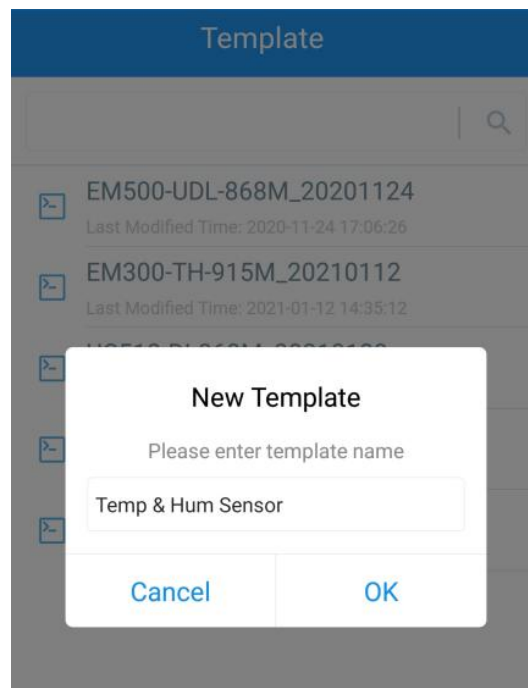 Template
EM500-UDL-868M_20201124
Last Modified Time: 2020-11-24 17:06:26
EM300-TH-915M_20210112
Last Modified Time: 2021-01-12 14:35:12
New Template
Please enter template name
Temp & Hum Sensor
Cancel OK